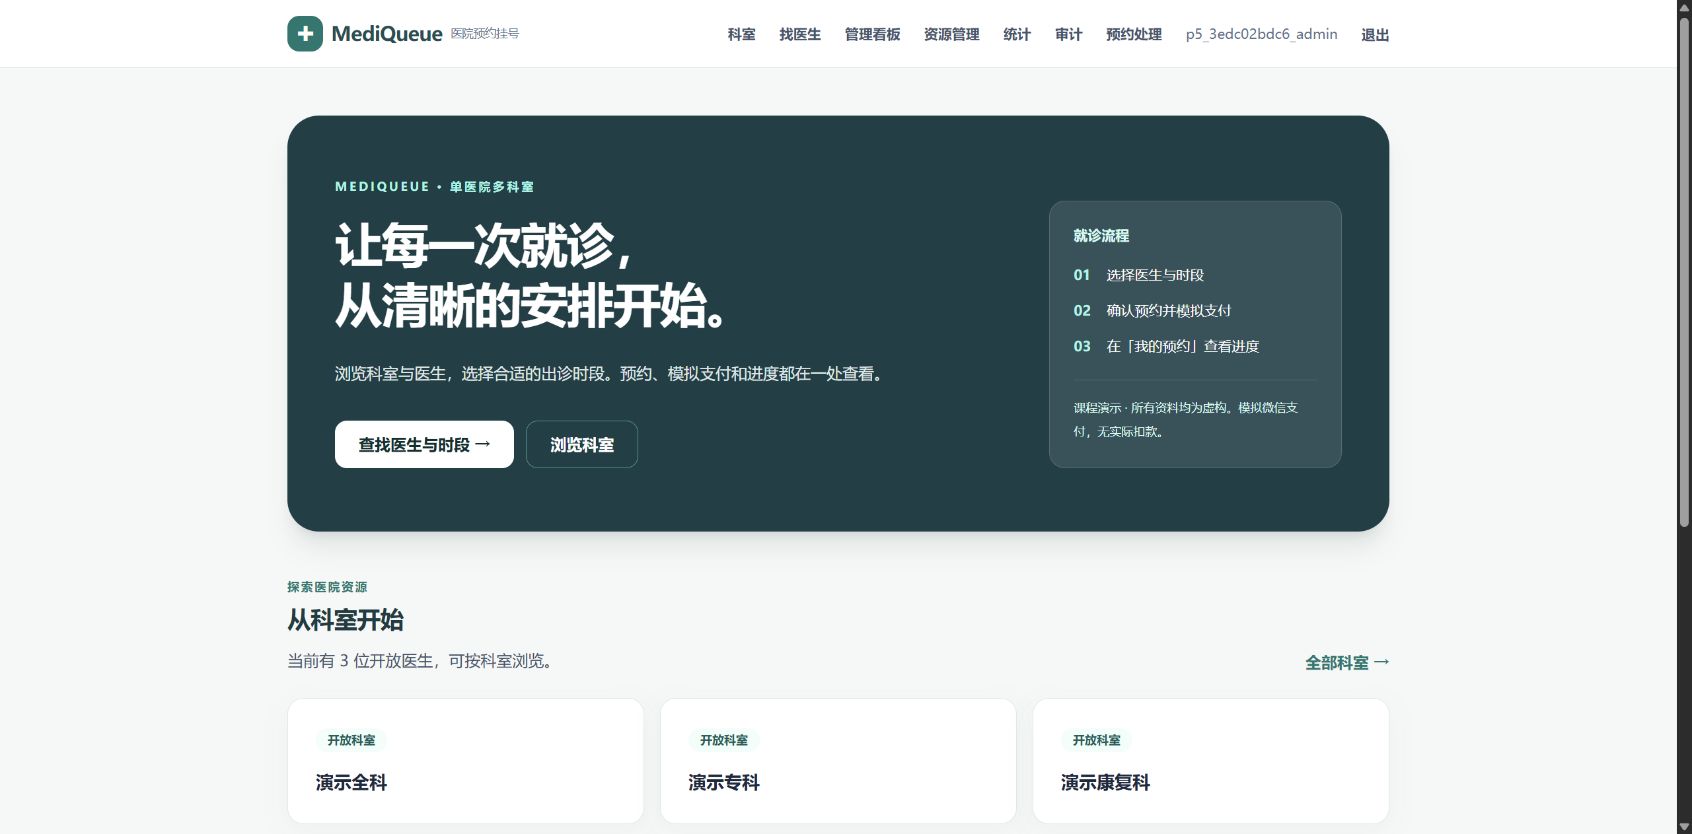 MediQueue 医院预约挂号 科室 找医生 管理看板 资源管理 统计 审计 预约处理 p5_3edc02bdc6_admin 退出
MEDIQUEUE · 单医院多科室
让每一次就诊，
从清晰的安排开始。
浏览科室与医生，选择合适的出诊时段。预约、模拟支付和进度都在一处查看。
查找医生与时段 →
浏览科室
就诊流程
01 选择医生与时段
02 确认预约并模拟支付
03 在「我的预约」查看进度
课程演示 · 所有资料均为虚构。模拟微信支
付，无实际扣款。
探索医院资源
从科室开始
当前有 3 位开放医生，可按科室浏览。
全部科室 →
开放科室
演示全科
开放科室
演示专科
开放科室
演示康复科